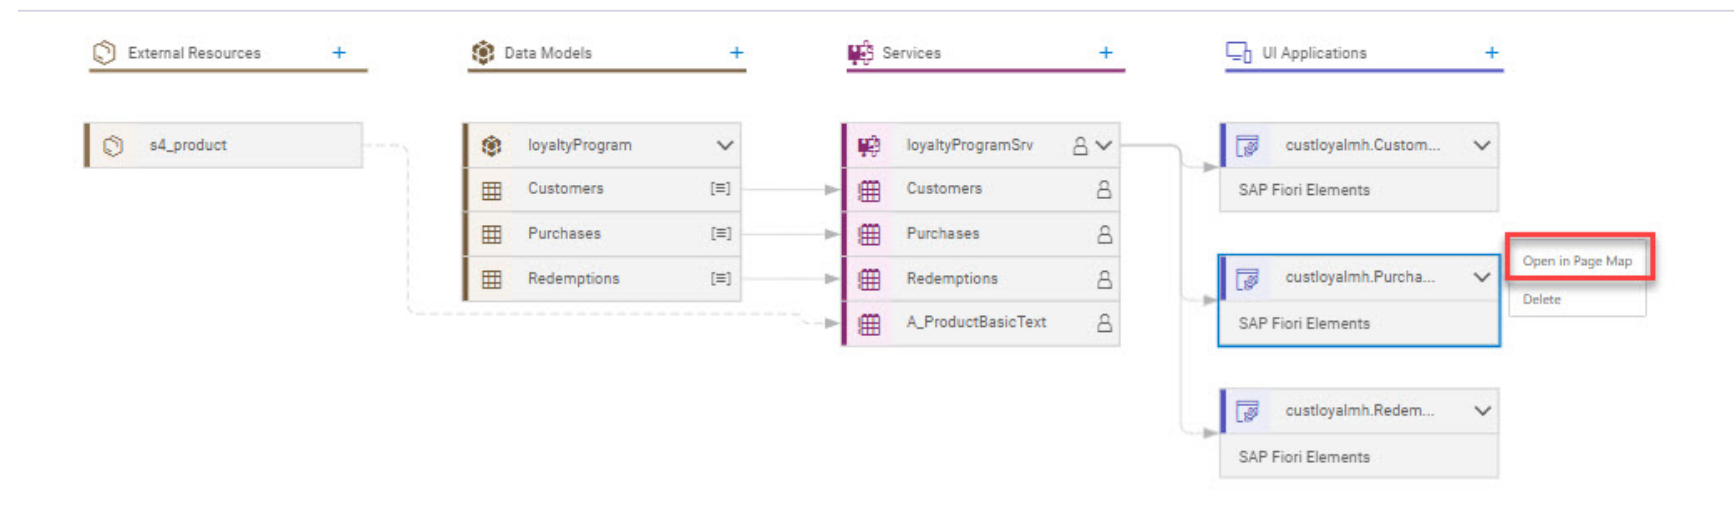 External Resources +
Data Models +
Services +
UI Applications +
s4_product
loyaltyProgram
Customers
Purchases
Redemptions
loyaltyProgramSrv
Customers
Purchases
Redemptions
A_ProductBasicText
custloyalmh.Custom...
SAP Fiori Elements
custloyalmh.Purcha...
SAP Fiori Elements
Open in Page Map
Delete
custloyalmh.Redem...
SAP Fiori Elements